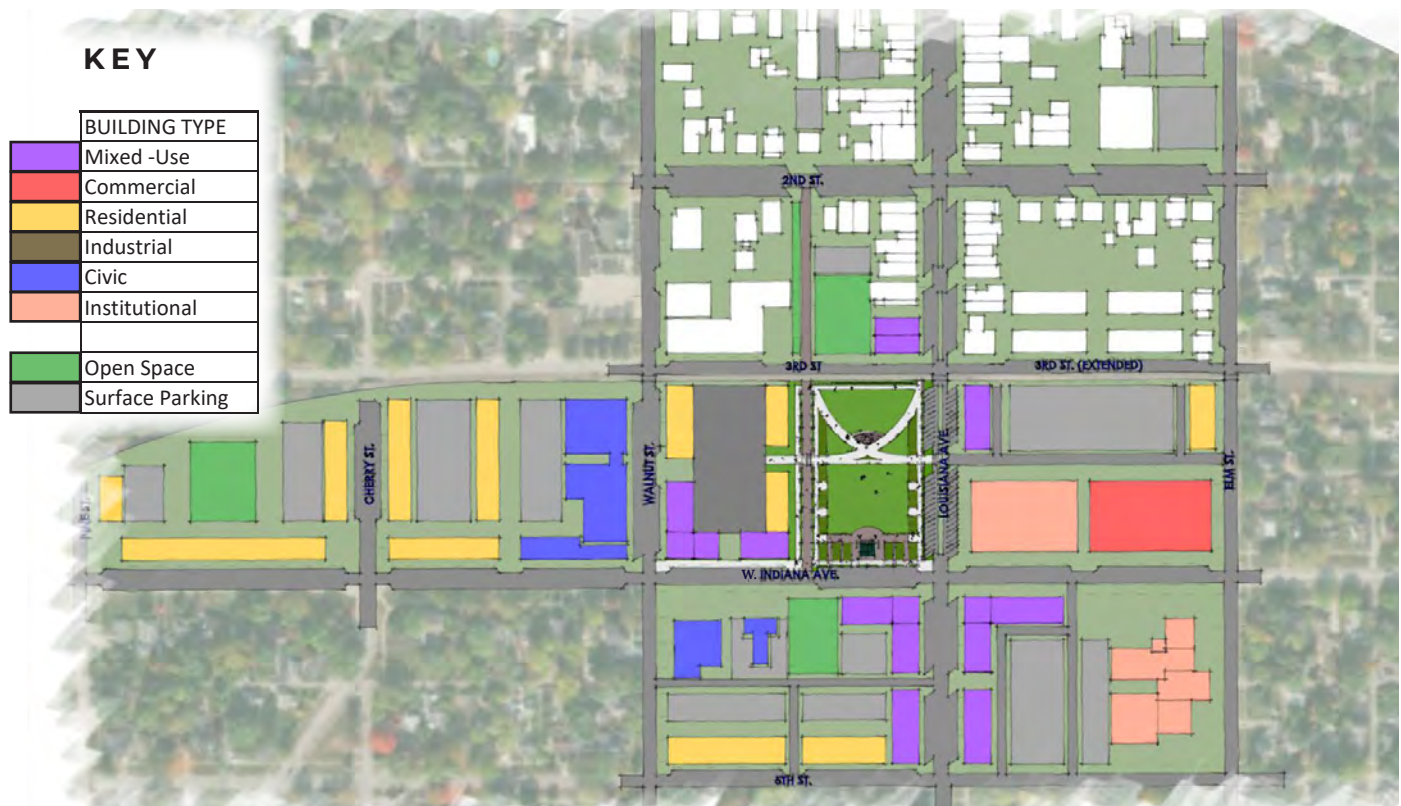 KEY
BUILDING TYPE
Mixed -Use
Commercial
Residential
Industrial
Civic
Institutional
Open Space
Surface Parking
2ND ST.
3RD ST
3RD ST. (EXTENDED)
CHERRY ST.
WALNUT ST.
LOUISIANA AVE.
ELM ST.
W. INDIANA AVE.
6TH ST.